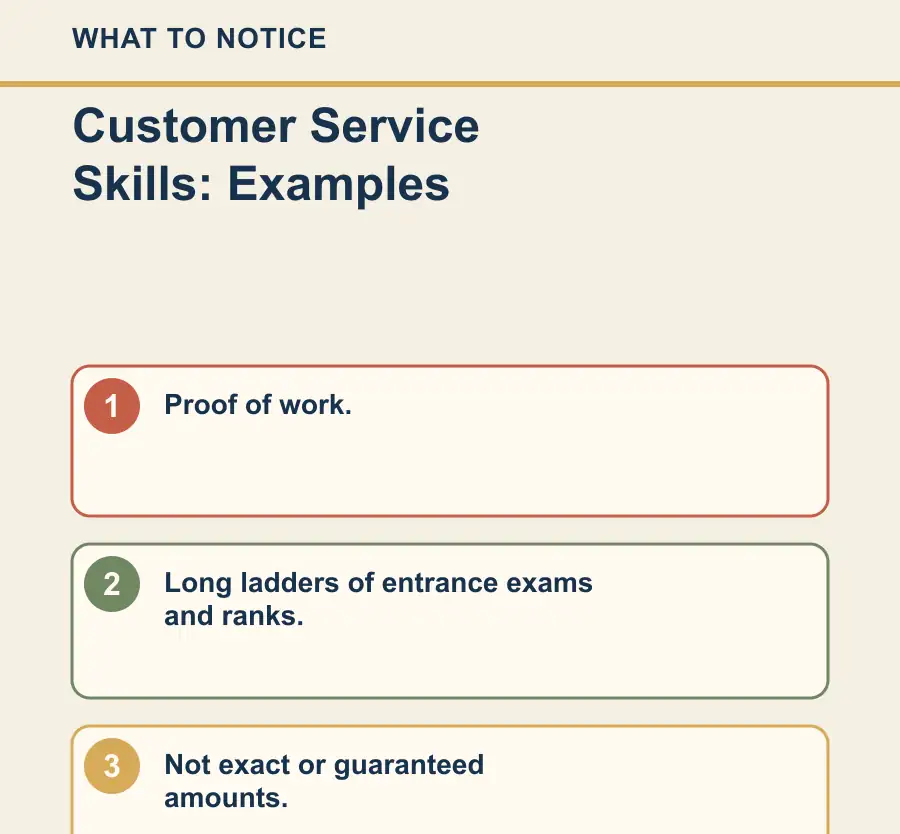 WHAT TO NOTICE
Customer Service
Skills: Examples
1
Proof of work.
2
Long ladders of entrance exams
and ranks.
3
Not exact or guaranteed
amounts.